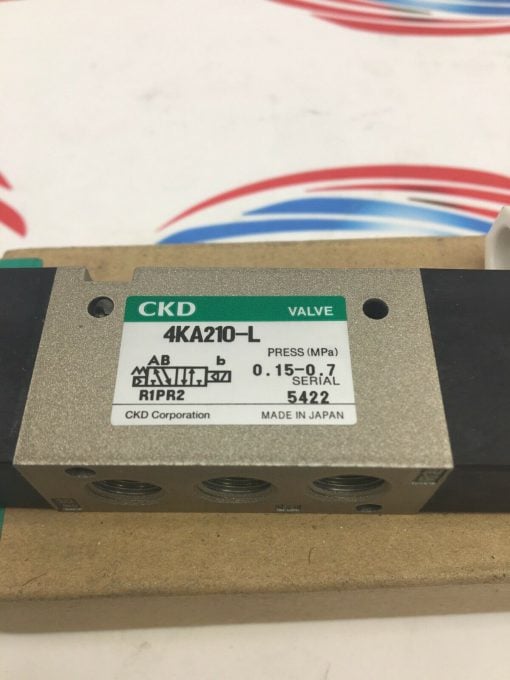 CKD VALVE
4KA210-L
PRESS (MPa)
AB b
0.15-0.7
SERIAL
R1PR2 5422
CKD Corporation MADE IN JAPAN